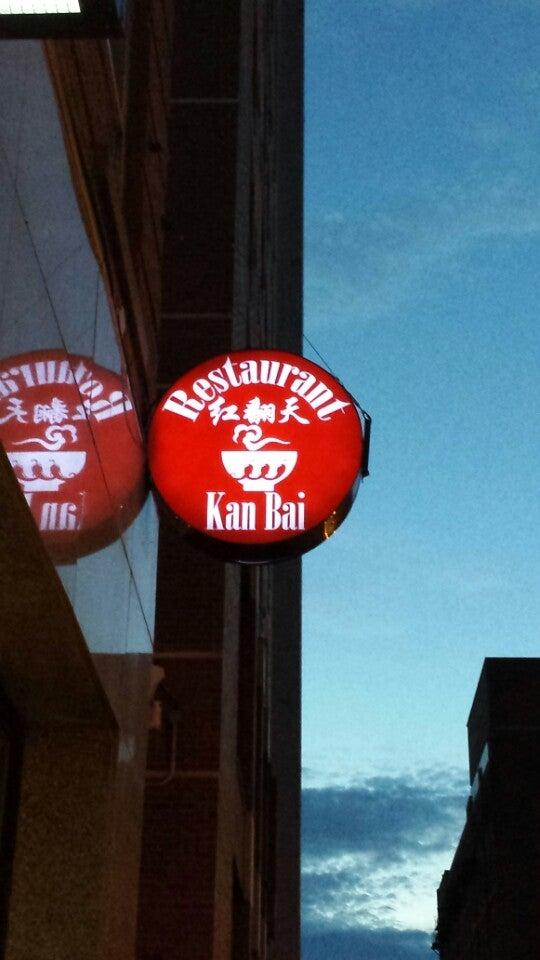 Restaurant
红翻天
Kan Bai